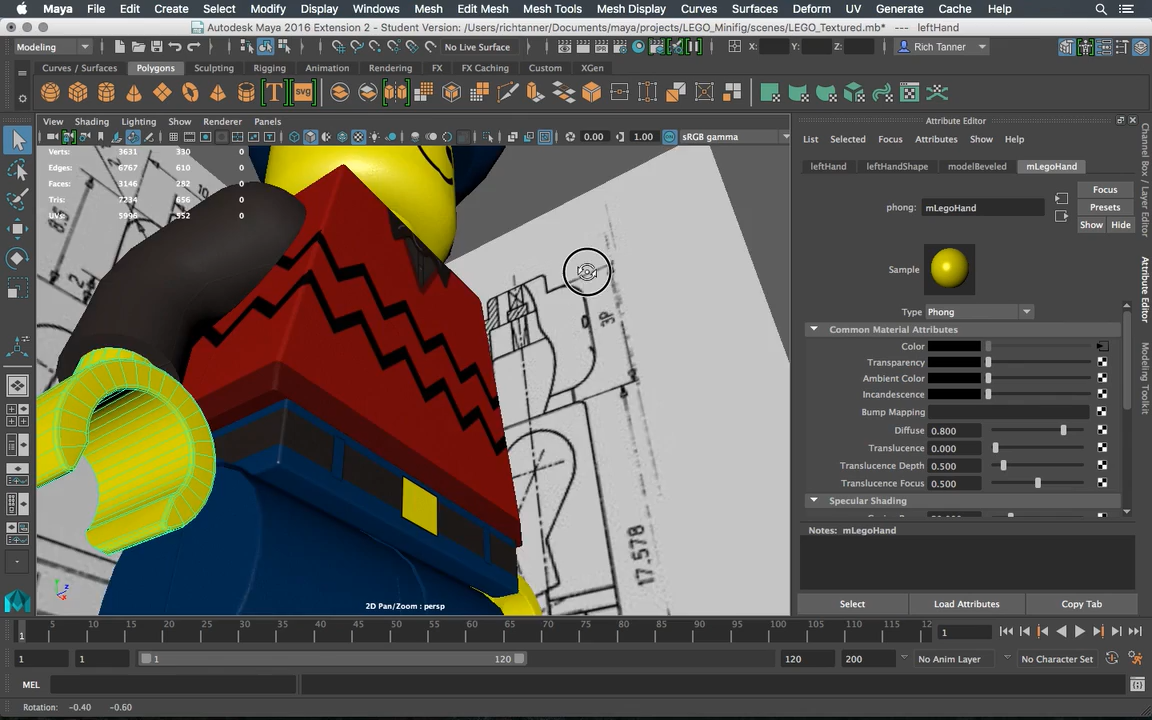 Maya File Edit Create Select Modify Display Windows Mesh Edit Mesh Mesh Tools Mesh Display Curves Surfaces Deform UV Generate Cache Help
Autodesk Maya 2016 Extension 2 - Student Version: /Users/richtanner/Documents/maya/projects/LEGO_Minifig/scenes/LEGO_Textured.mb* --- leftHand
Modeling No Live Surface X: Y: Z: Rich Tanner
Curves / Surfaces Polygons Sculpting Rigging Animation Rendering FX FX Caching Custom XGen
View Shading Lighting Show Renderer Panels
0.00 1.00 sRGB gamma
Verts: 3631 330 0
Edges: 6767 610 0
Faces: 3146 282 0
Tris: 7234 656 0
UVs: 5996 552 0
10
17.578
2D Pan/Zoom : persp
Attribute Editor
List Selected Focus Attributes Show Help
leftHand leftHandShape modelBeveled mLegoHand
Focus
phong: mLegoHand Presets
Show Hide
Sample
Type Phong
Common Material Attributes
Color
Transparency
Ambient Color
Incandescence
Bump Mapping
Diffuse 0.800
Translucence 0.000
Translucence Depth 0.500
Translucence Focus 0.500
Specular Shading
Notes: mLegoHand
Select Load Attributes Copy Tab
Channel Box / Layer Editor
Attribute Editor
Modeling Toolkit
1 5 10 15 20 25 30 35 40 45 50 55 60 65 70 75 80 85 90 95 100 105 110 115 12 1
1 1 1 120 120 200 No Anim Layer No Character Set
MEL
Rotation: -0.40 -0.60